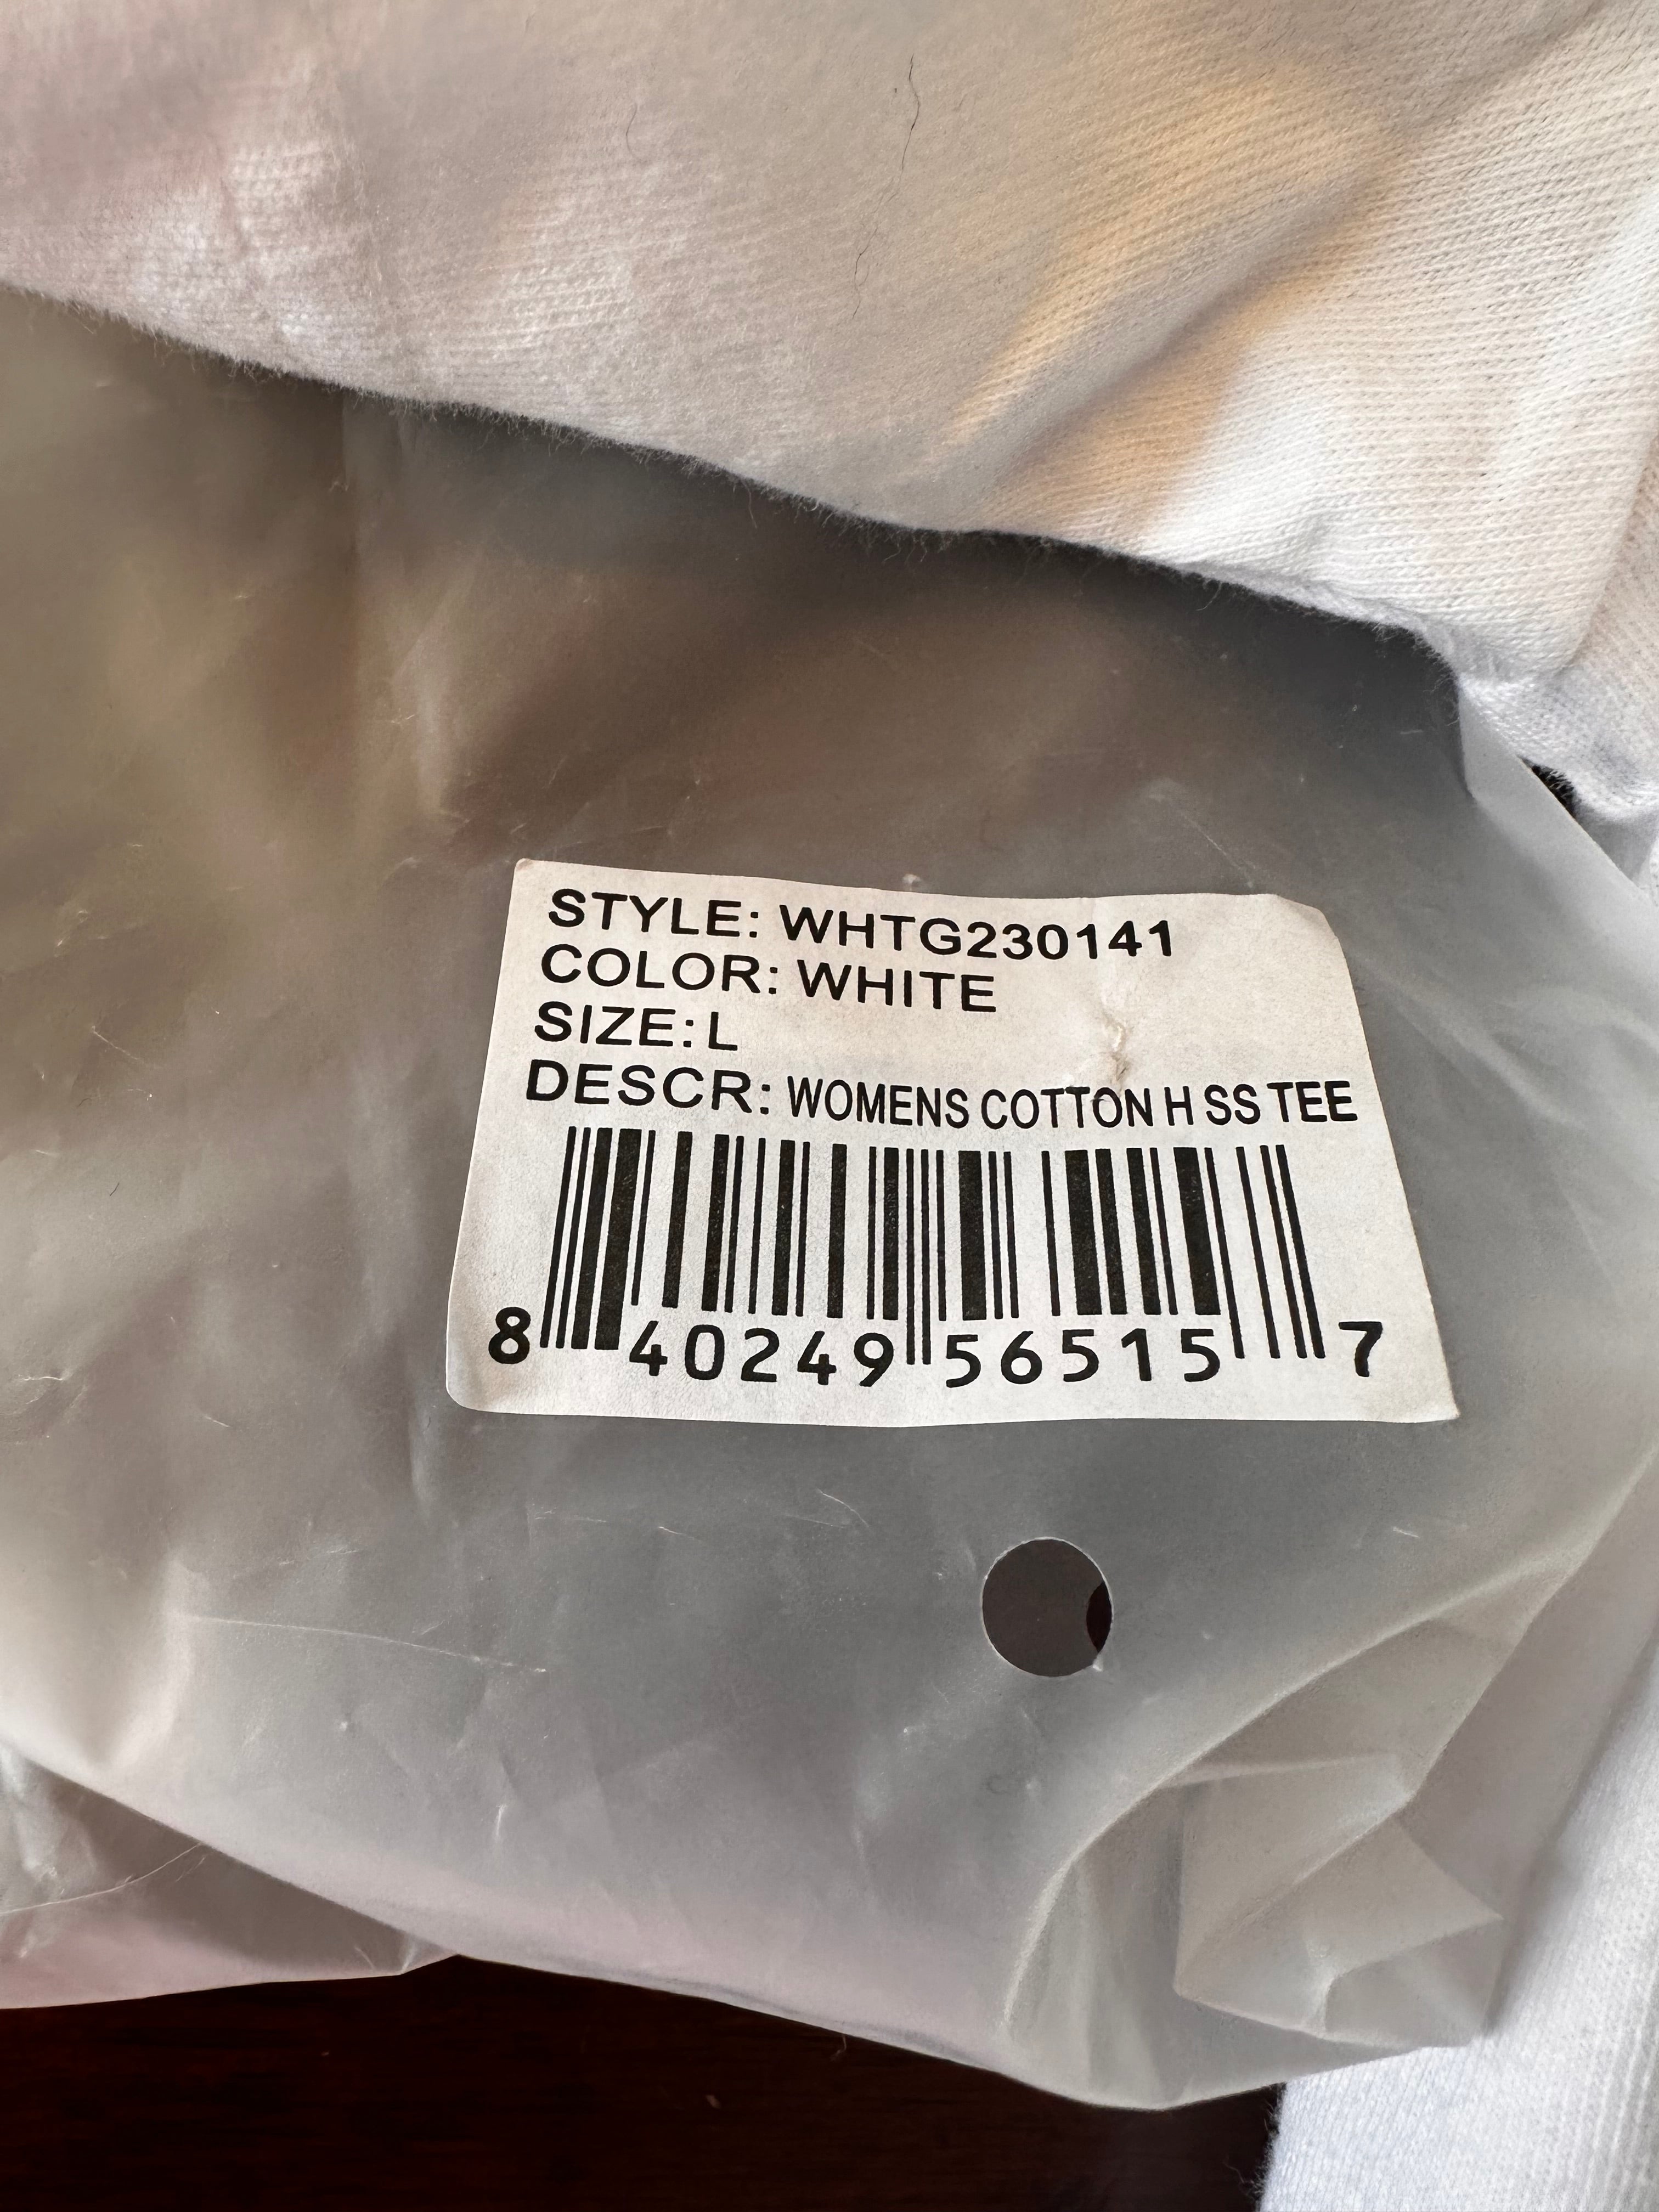 STYLE: WHTG230141
COLOR: WHITE
SIZE: L
DESCR: WOMENS COTTON H SS TEE
8 40249 56515 7